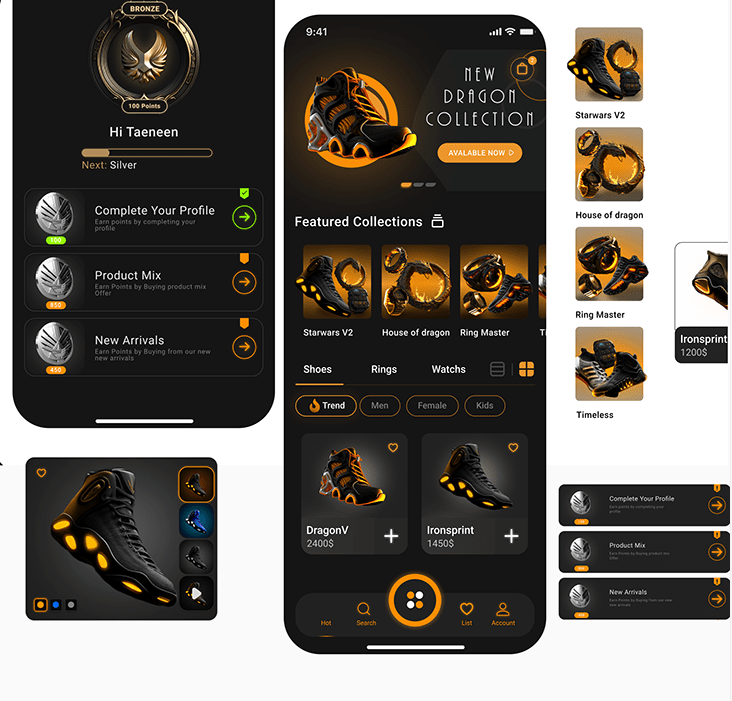 BRONZE
100 Points
Hi Taeneen
Next: Silver
Complete Your Profile
Earn points by completing your
profile
100
Product Mix
Earn Points by Buying product mix
Offer
850
New Arrivals
Earn Points by Buying from our new
new arrivals
450
9:41
NEW
DRAGON
COLLECTION
AVALABLE NOW
Featured Collections
Starwars V2
House of dragon
Ring Master
Shoes
Rings
Watchs
Trend
Men
Female
Kids
DragonV
2400$
Ironsprint
1450$
Hot
Search
List
Account
Starwars V2
House of dragon
Ring Master
Timeless
Ironsprint
1200$
Complete Your Profile
Earn points by completing your
profile
Product Mix
Earn Points by Buying product mix
Offer
New Arrivals
Earn Points by Buying from our new
new arrivals